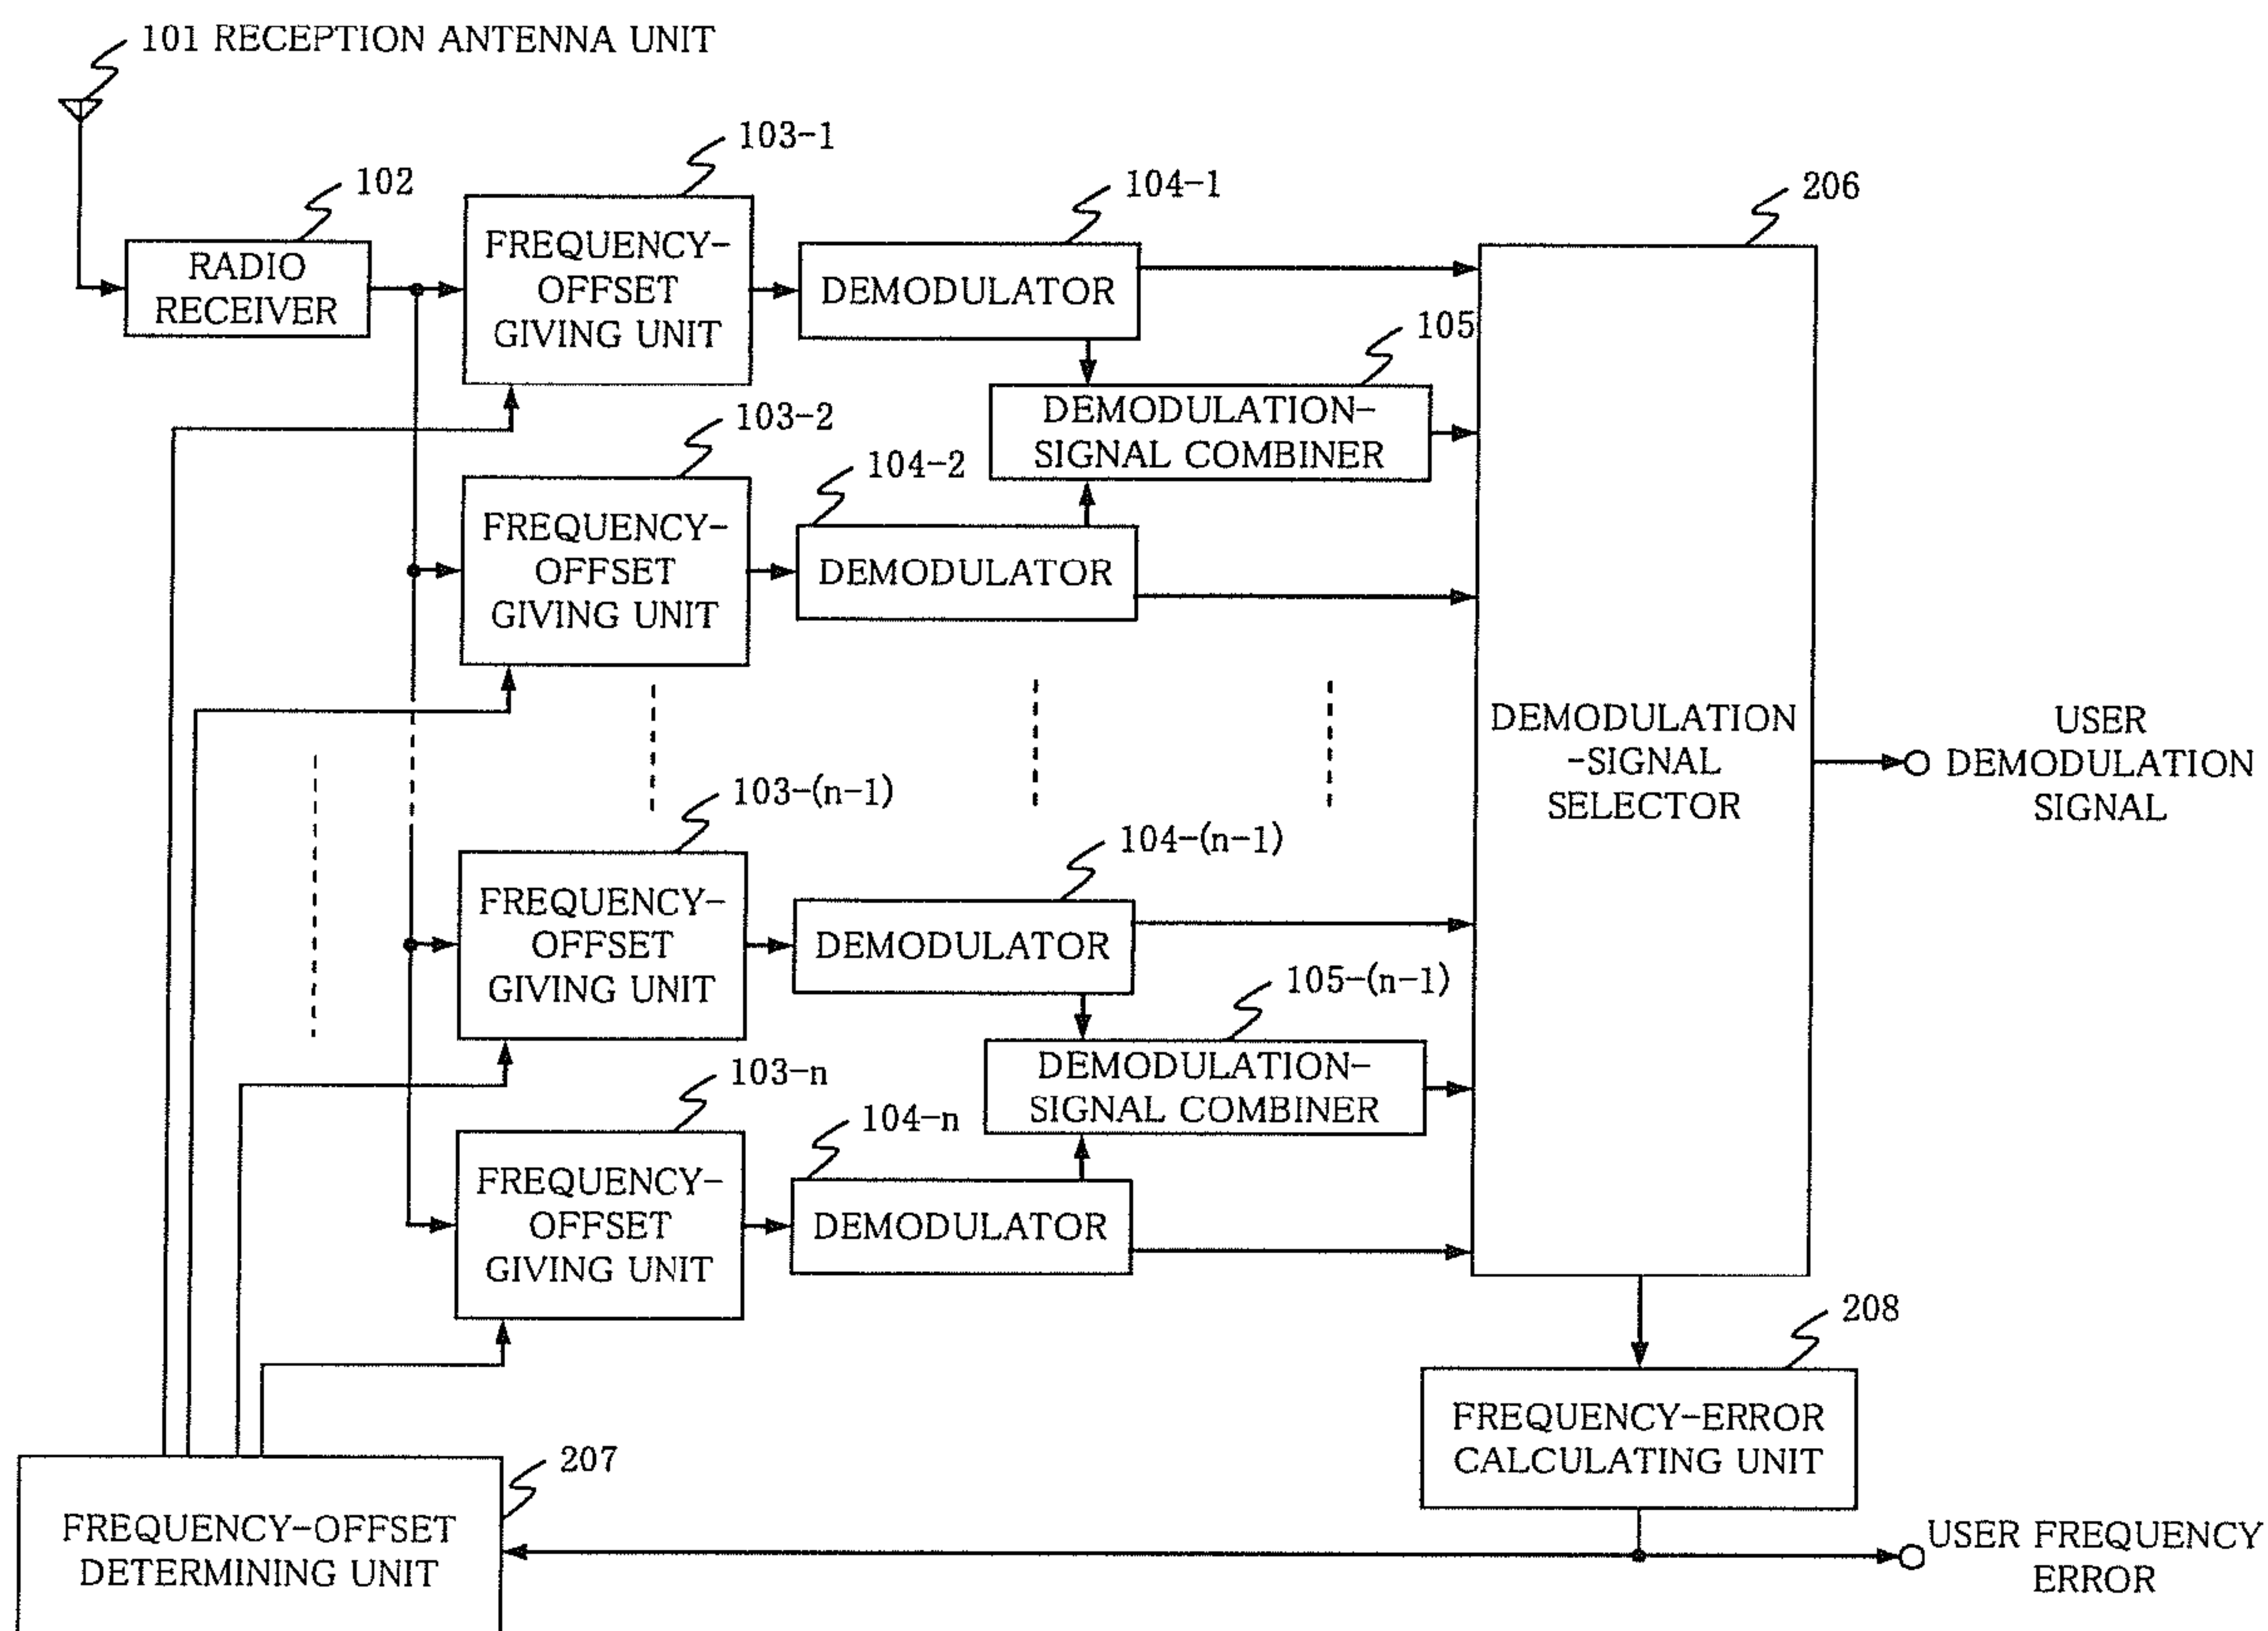 101 RECEPTION ANTENNA UNIT
103-1
102
104-1
206
RADIO
RECEIVER
FREQUENCY-
OFFSET
GIVING UNIT
DEMODULATOR
105
DEMODULATION-
SIGNAL COMBINER
103-2
104-2
FREQUENCY-
OFFSET
GIVING UNIT
DEMODULATOR
DEMODULATION
-SIGNAL
SELECTOR
USER
DEMODULATION
SIGNAL
103-(n-1)
104-(n-1)
FREQUENCY-
OFFSET
GIVING UNIT
DEMODULATOR
105-(n-1)
DEMODULATION-
SIGNAL COMBINER
103-n
104-n
FREQUENCY-
OFFSET
GIVING UNIT
DEMODULATOR
208
FREQUENCY-ERROR
CALCULATING UNIT
207
FREQUENCY-OFFSET
DETERMINING UNIT
USER FREQUENCY
ERROR